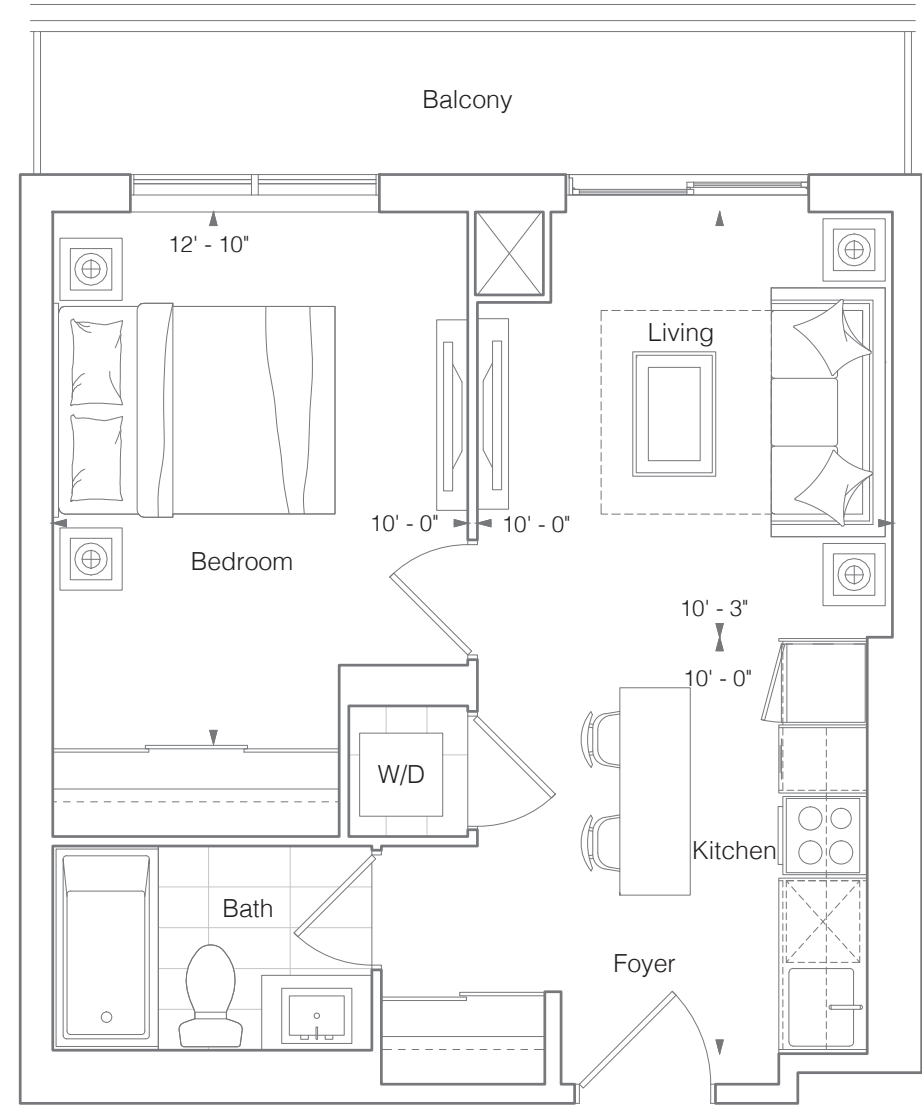 Balcony
12' - 10"
Living
10' - 0" 10' - 0"
Bedroom
10' - 3"
10' - 0"
W/D
Kitchen
Bath
Foyer